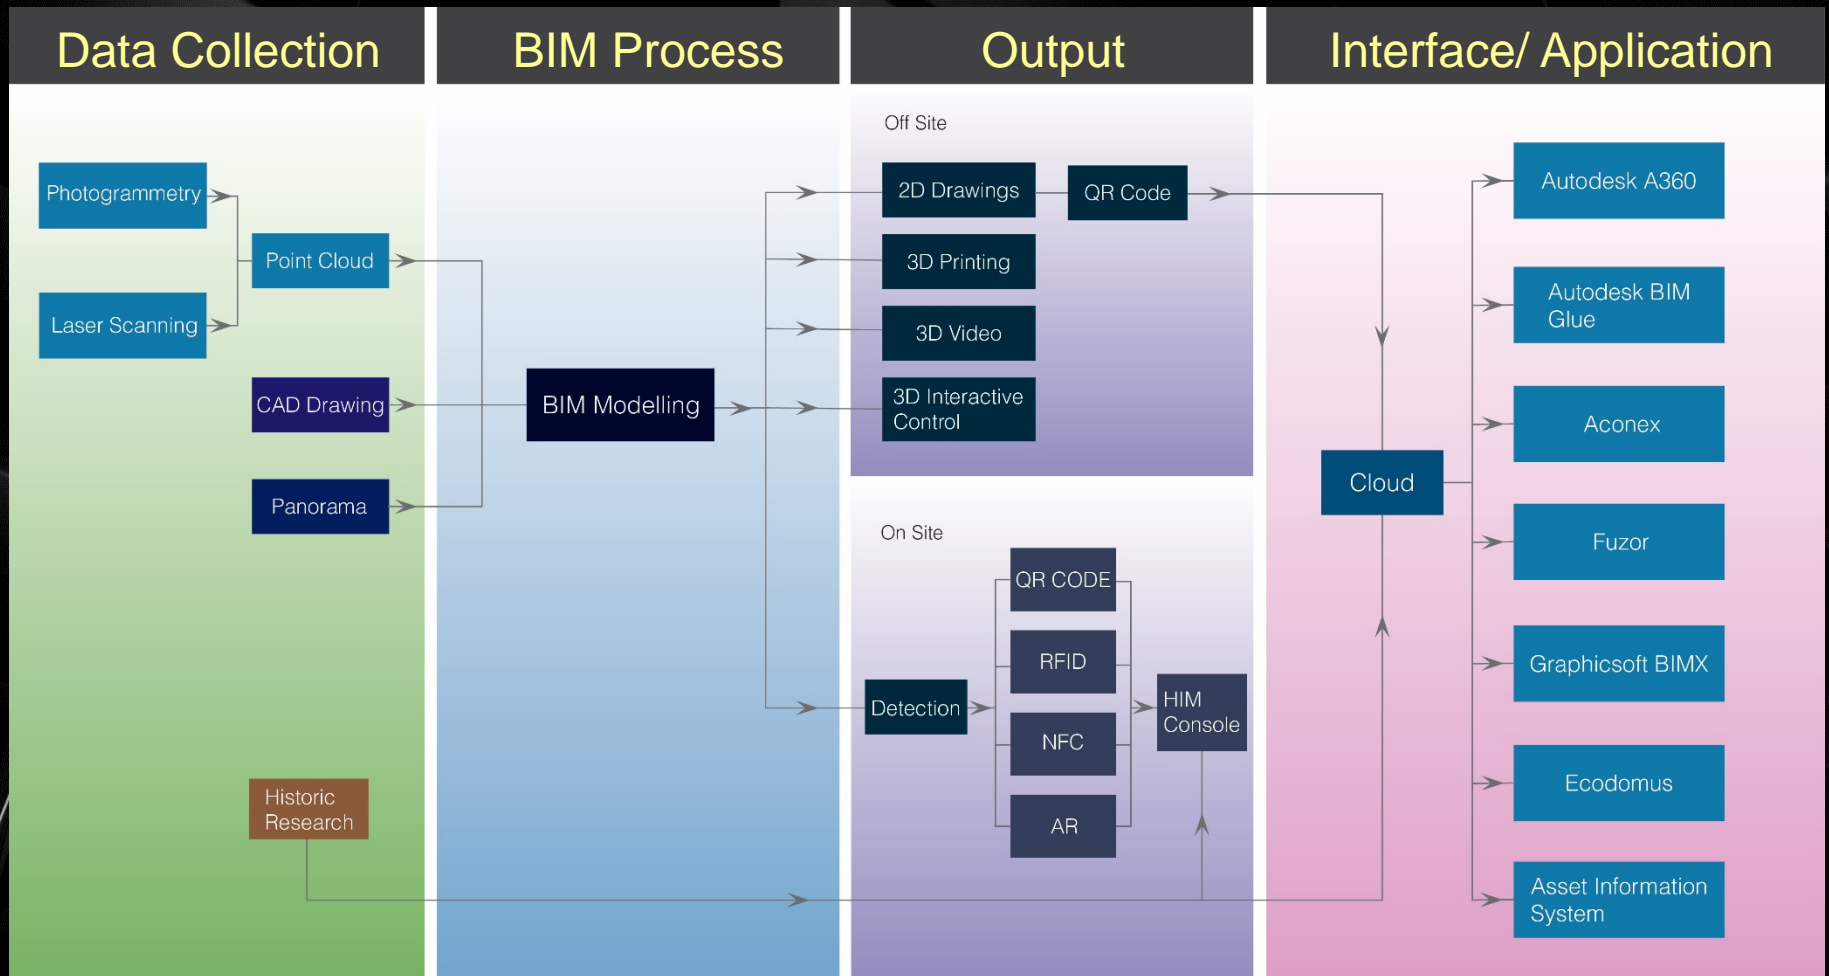 Data Collection
BIM Process
Output
Interface/ Application
Photogrammetry
Laser Scanning
Point Cloud
CAD Drawing
Panorama
Historic
Research
BIM Modelling
Off Site
2D Drawings
QR Code
3D Printing
3D Video
3D Interactive
Control
On Site
Detection
QR CODE
RFID
NFC
AR
HIM
Console
Cloud
Autodesk A360
Autodesk BIM
Glue
Aconex
Fuzor
Graphicsoft BIMX
Ecodomus
Asset Information
System